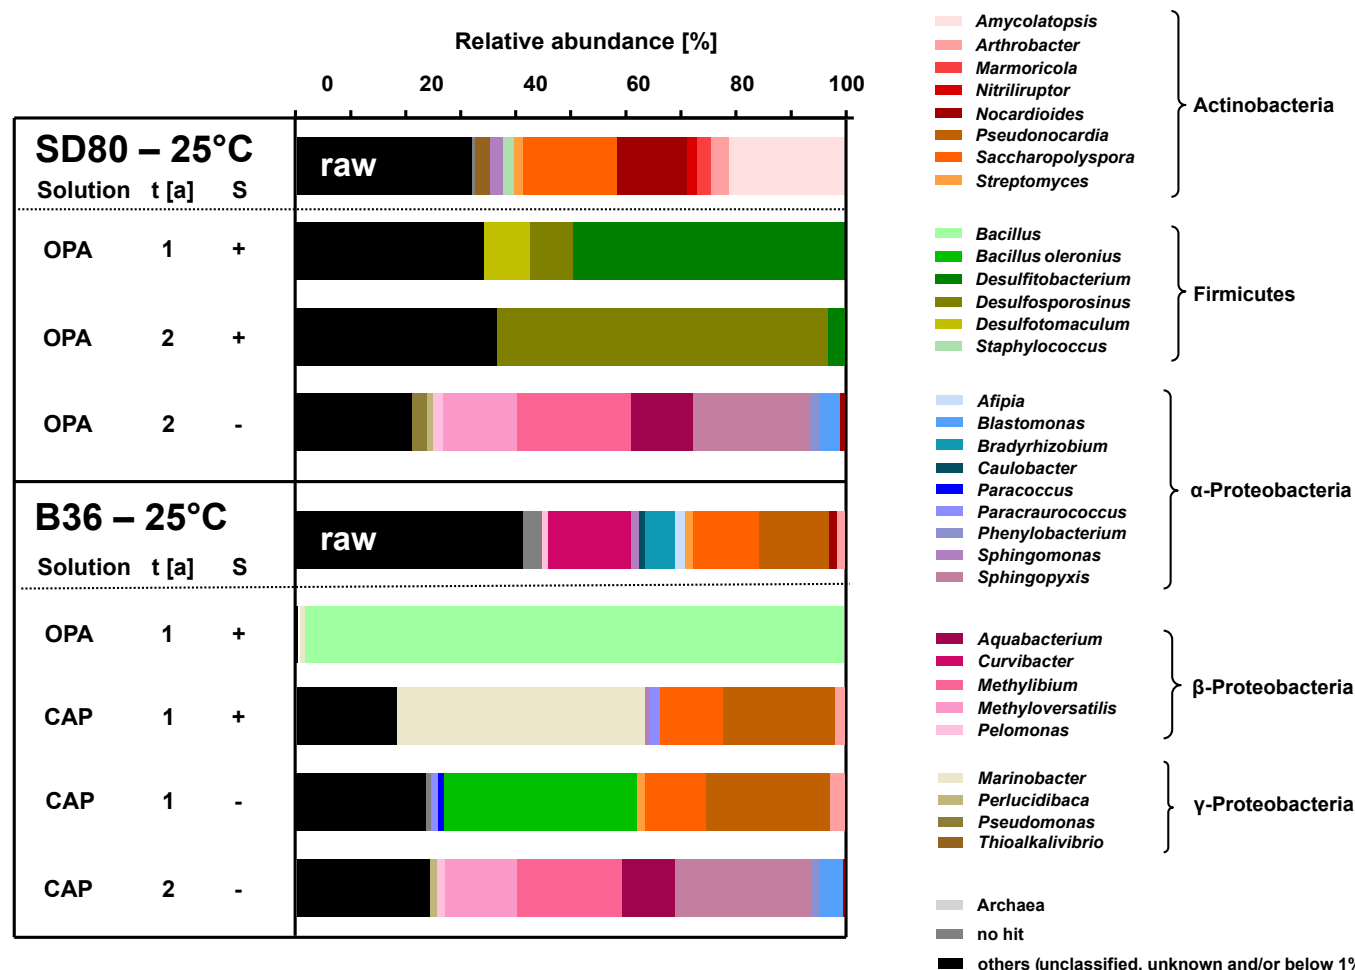 Relative abundance [%]
0 20 40 60 80 100
SD80 – 25°C
Solution t [a] S
raw
OPA 1 +
OPA 2 +
OPA 2 -
B36 – 25°C
Solution t [a] S
raw
OPA 1 +
CAP 1 +
CAP 1 -
CAP 2 -
Amycolatopsis
Arthrobacter
Marmoricola
Nitriliruptor
Nocardioides
Pseudonocardia
Saccharopolyspora
Streptomyces
Actinobacteria
Bacillus
Bacillus oleronius
Desulfitobacterium
Desulfosporosinus
Desulfotomaculum
Staphylococcus
Firmicutes
Afipia
Blastomonas
Bradyrhizobium
Caulobacter
Paracoccus
Paracraurococcus
Phenylobacterium
Sphingomonas
Sphingopyxis
α-Proteobacteria
Aquabacterium
Curvibacter
Methylibium
Methyloversatilis
Pelomonas
β-Proteobacteria
Marinobacter
Perlucidibaca
Pseudomonas
Thioalkalivibrio
γ-Proteobacteria
Archaea
no hit
others (unclassified, unknown and/or below 1%